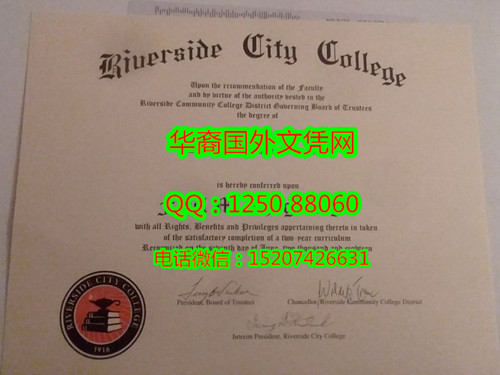 Riverside City College
Upon the recommendation of the Faculty
and by virtue of the authority vested in the
Riverside Community College District Governing Board of Trustees
the degree of
华裔国外文凭网
is hereby conferred upon
QQ:1250 88060
with all Rights, Benefits and Privileges appertaining thereto in token
of the satisfactory completion of a two-year curriculum
电话微信:15207426631
RIVERSIDE CITY COLLEGE
1916
President, Board of Trustees
Chancellor, Riverside Community College District
Interim President, Riverside City College